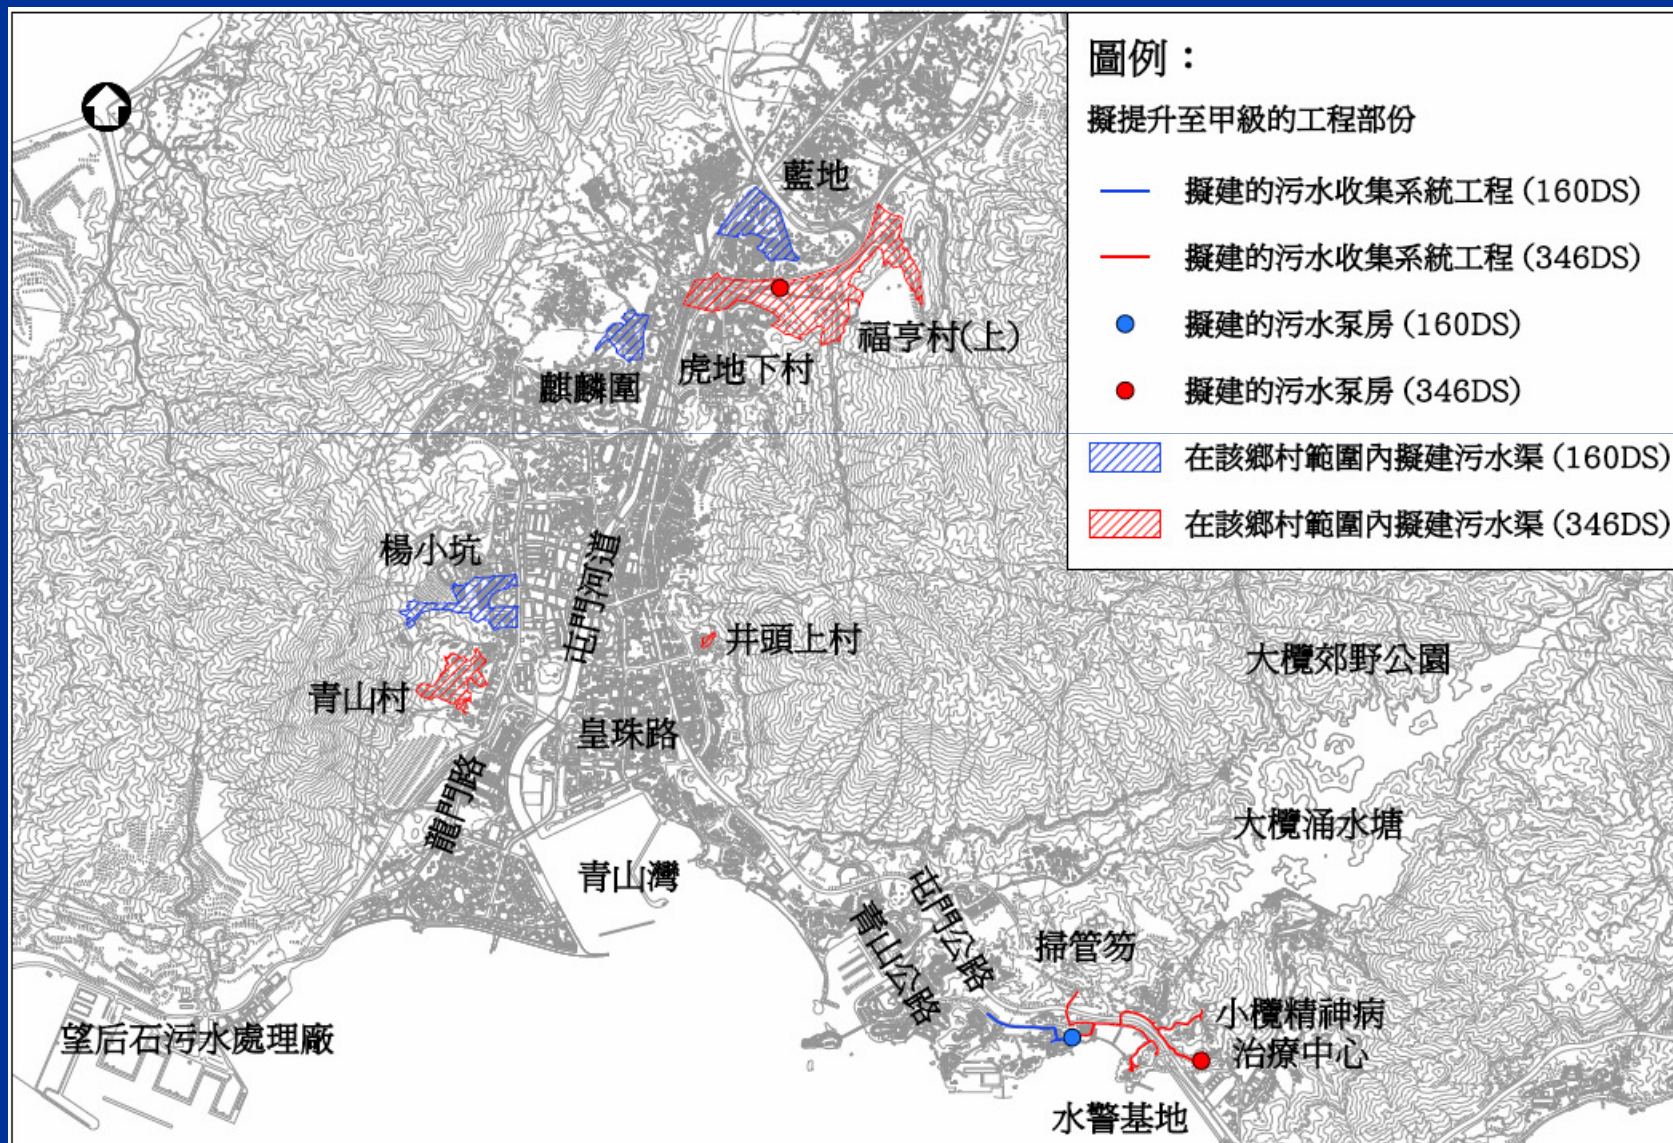 圖例：
擬提升至甲級的工程部份
擬建的污水收集系統工程 (160DS)
擬建的污水收集系統工程 (346DS)
擬建的污水泵房 (160DS)
擬建的污水泵房 (346DS)
在該鄉村範圍內擬建污水渠 (160DS)
在該鄉村範圍內擬建污水渠 (346DS)
藍地
福亨村(上)
虎地下村
麒麟圍
楊小坑
屯門河道
井頭上村
大欖郊野公園
青山村
皇珠路
龍門路
大欖涌水塘
青山灣
屯門公路
青山公路
掃管笏
小欖精神病
治療中心
望后石污水處理廠
水警基地